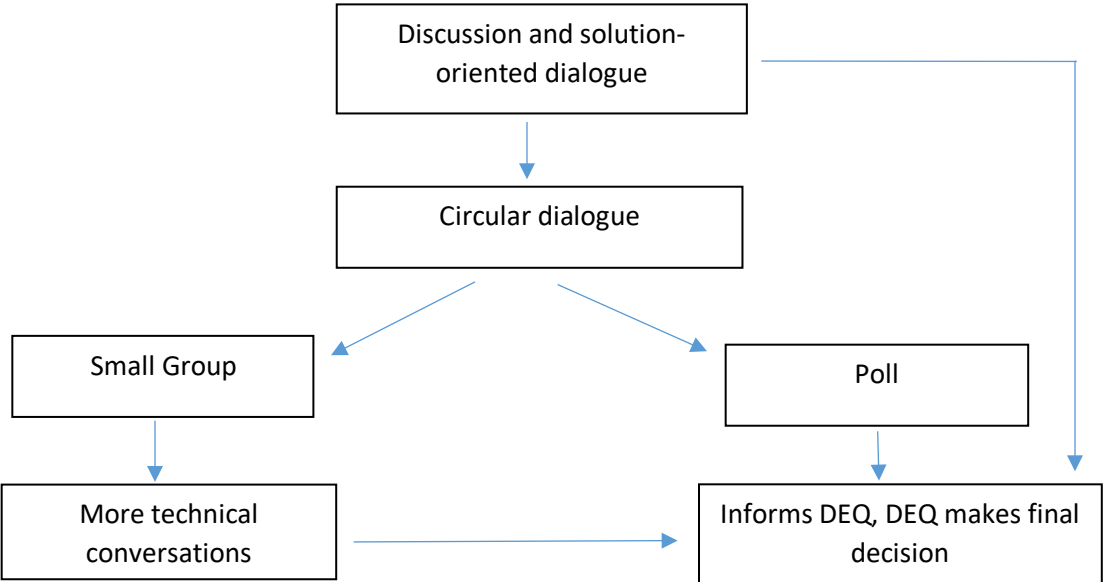 Discussion and solution-
oriented dialogue
Circular dialogue
Small Group
Poll
More technical
conversations
Informs DEQ, DEQ makes final
decision